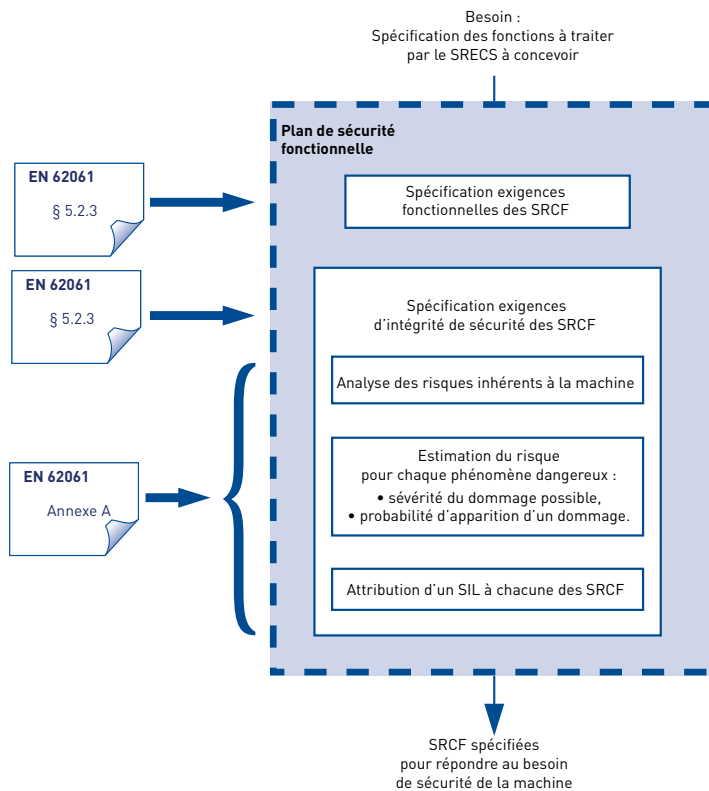 Besoin :
Spécification des fonctions à traiter
par le SRECS à concevoir
Plan de sécurité
fonctionnelle
EN 62061
§ 5.2.3
Spécification exigences
fonctionnelles des SRCF
EN 62061
§ 5.2.3
Spécification exigences
d'intégrité de sécurité des SRCF
Analyse des risques inhérents à la machine
EN 62061
Annexe A
Estimation du risque
pour chaque phénomène dangereux :
• sévérité du dommage possible,
• probabilité d'apparition d'un dommage.
Attribution d'un SIL à chacune des SRCF
SRCF spécifiées
pour répondre au besoin
de sécurité de la machine